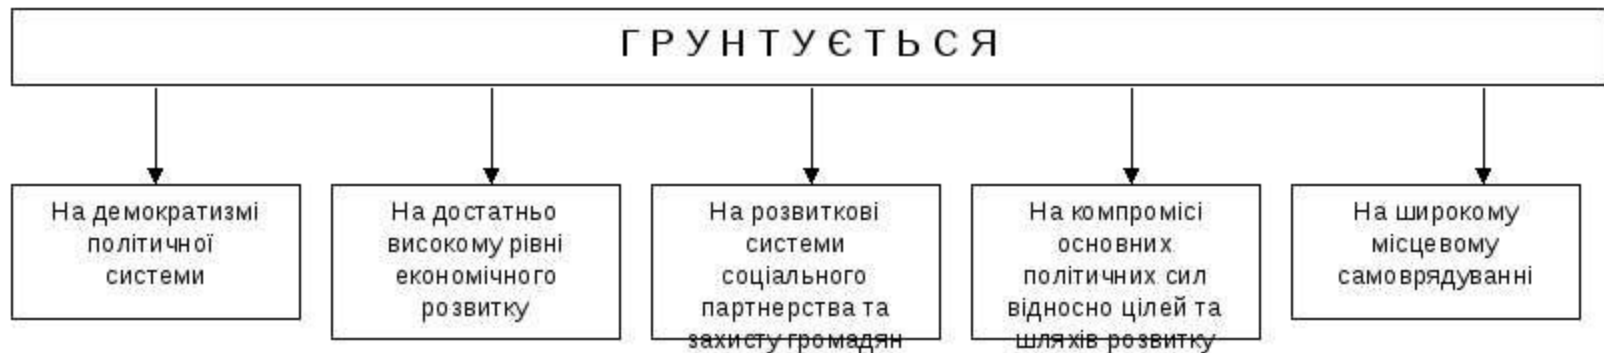 ГРУНТУЄТЬСЯ
На демократизмі
політичної
системи
На достатньо
високому рівні
економічного
розвитку
На розвиткові
системи
соціального
партнерства та
захисту громадян
На компромісі
основних
політичних сил
відносно цілей та
шляхів розвитку
На широкому
місцевому
самоврядуванні